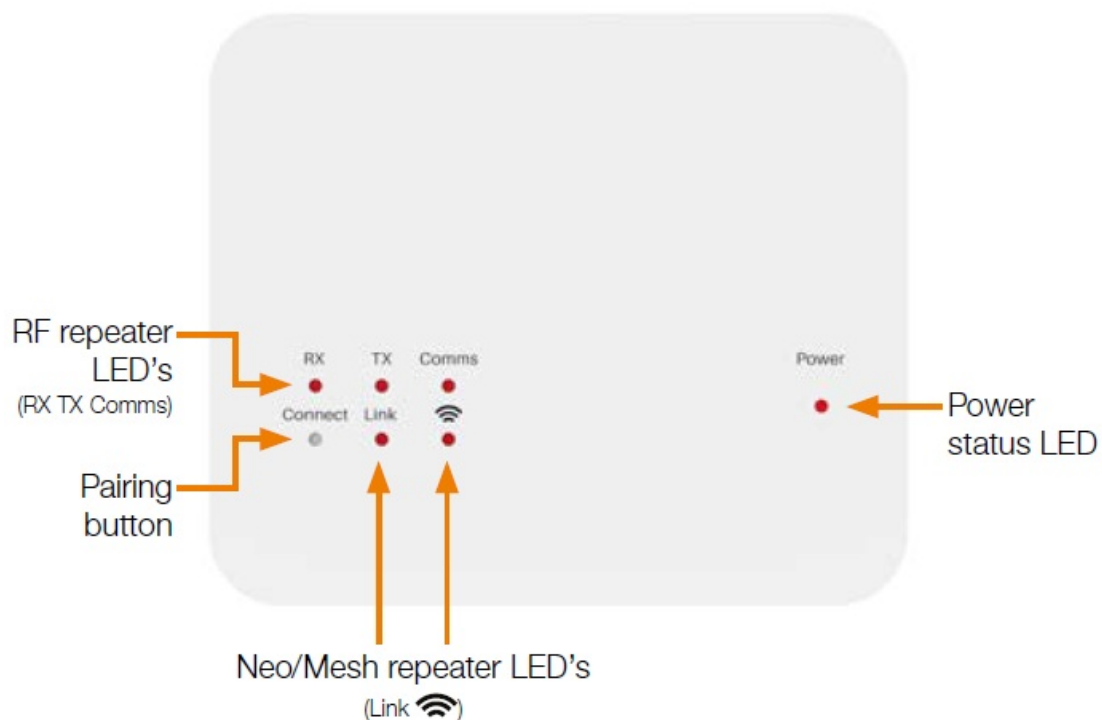 RF repeater
LED's
(RX TX Comms)
RX TX Comms
Connect Link
Pairing
button
Power
Power
status LED
Neo/Mesh repeater LED's
(Link )